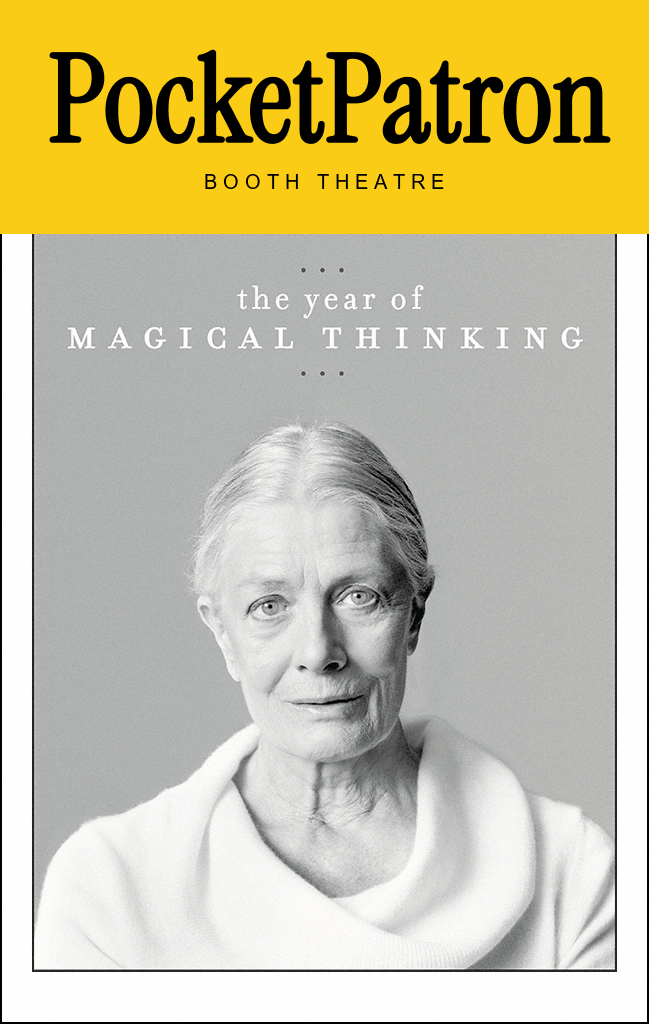 PocketPatron
BOOTH THEATRE
• • •
the year of
MAGICAL THINKING
• • •